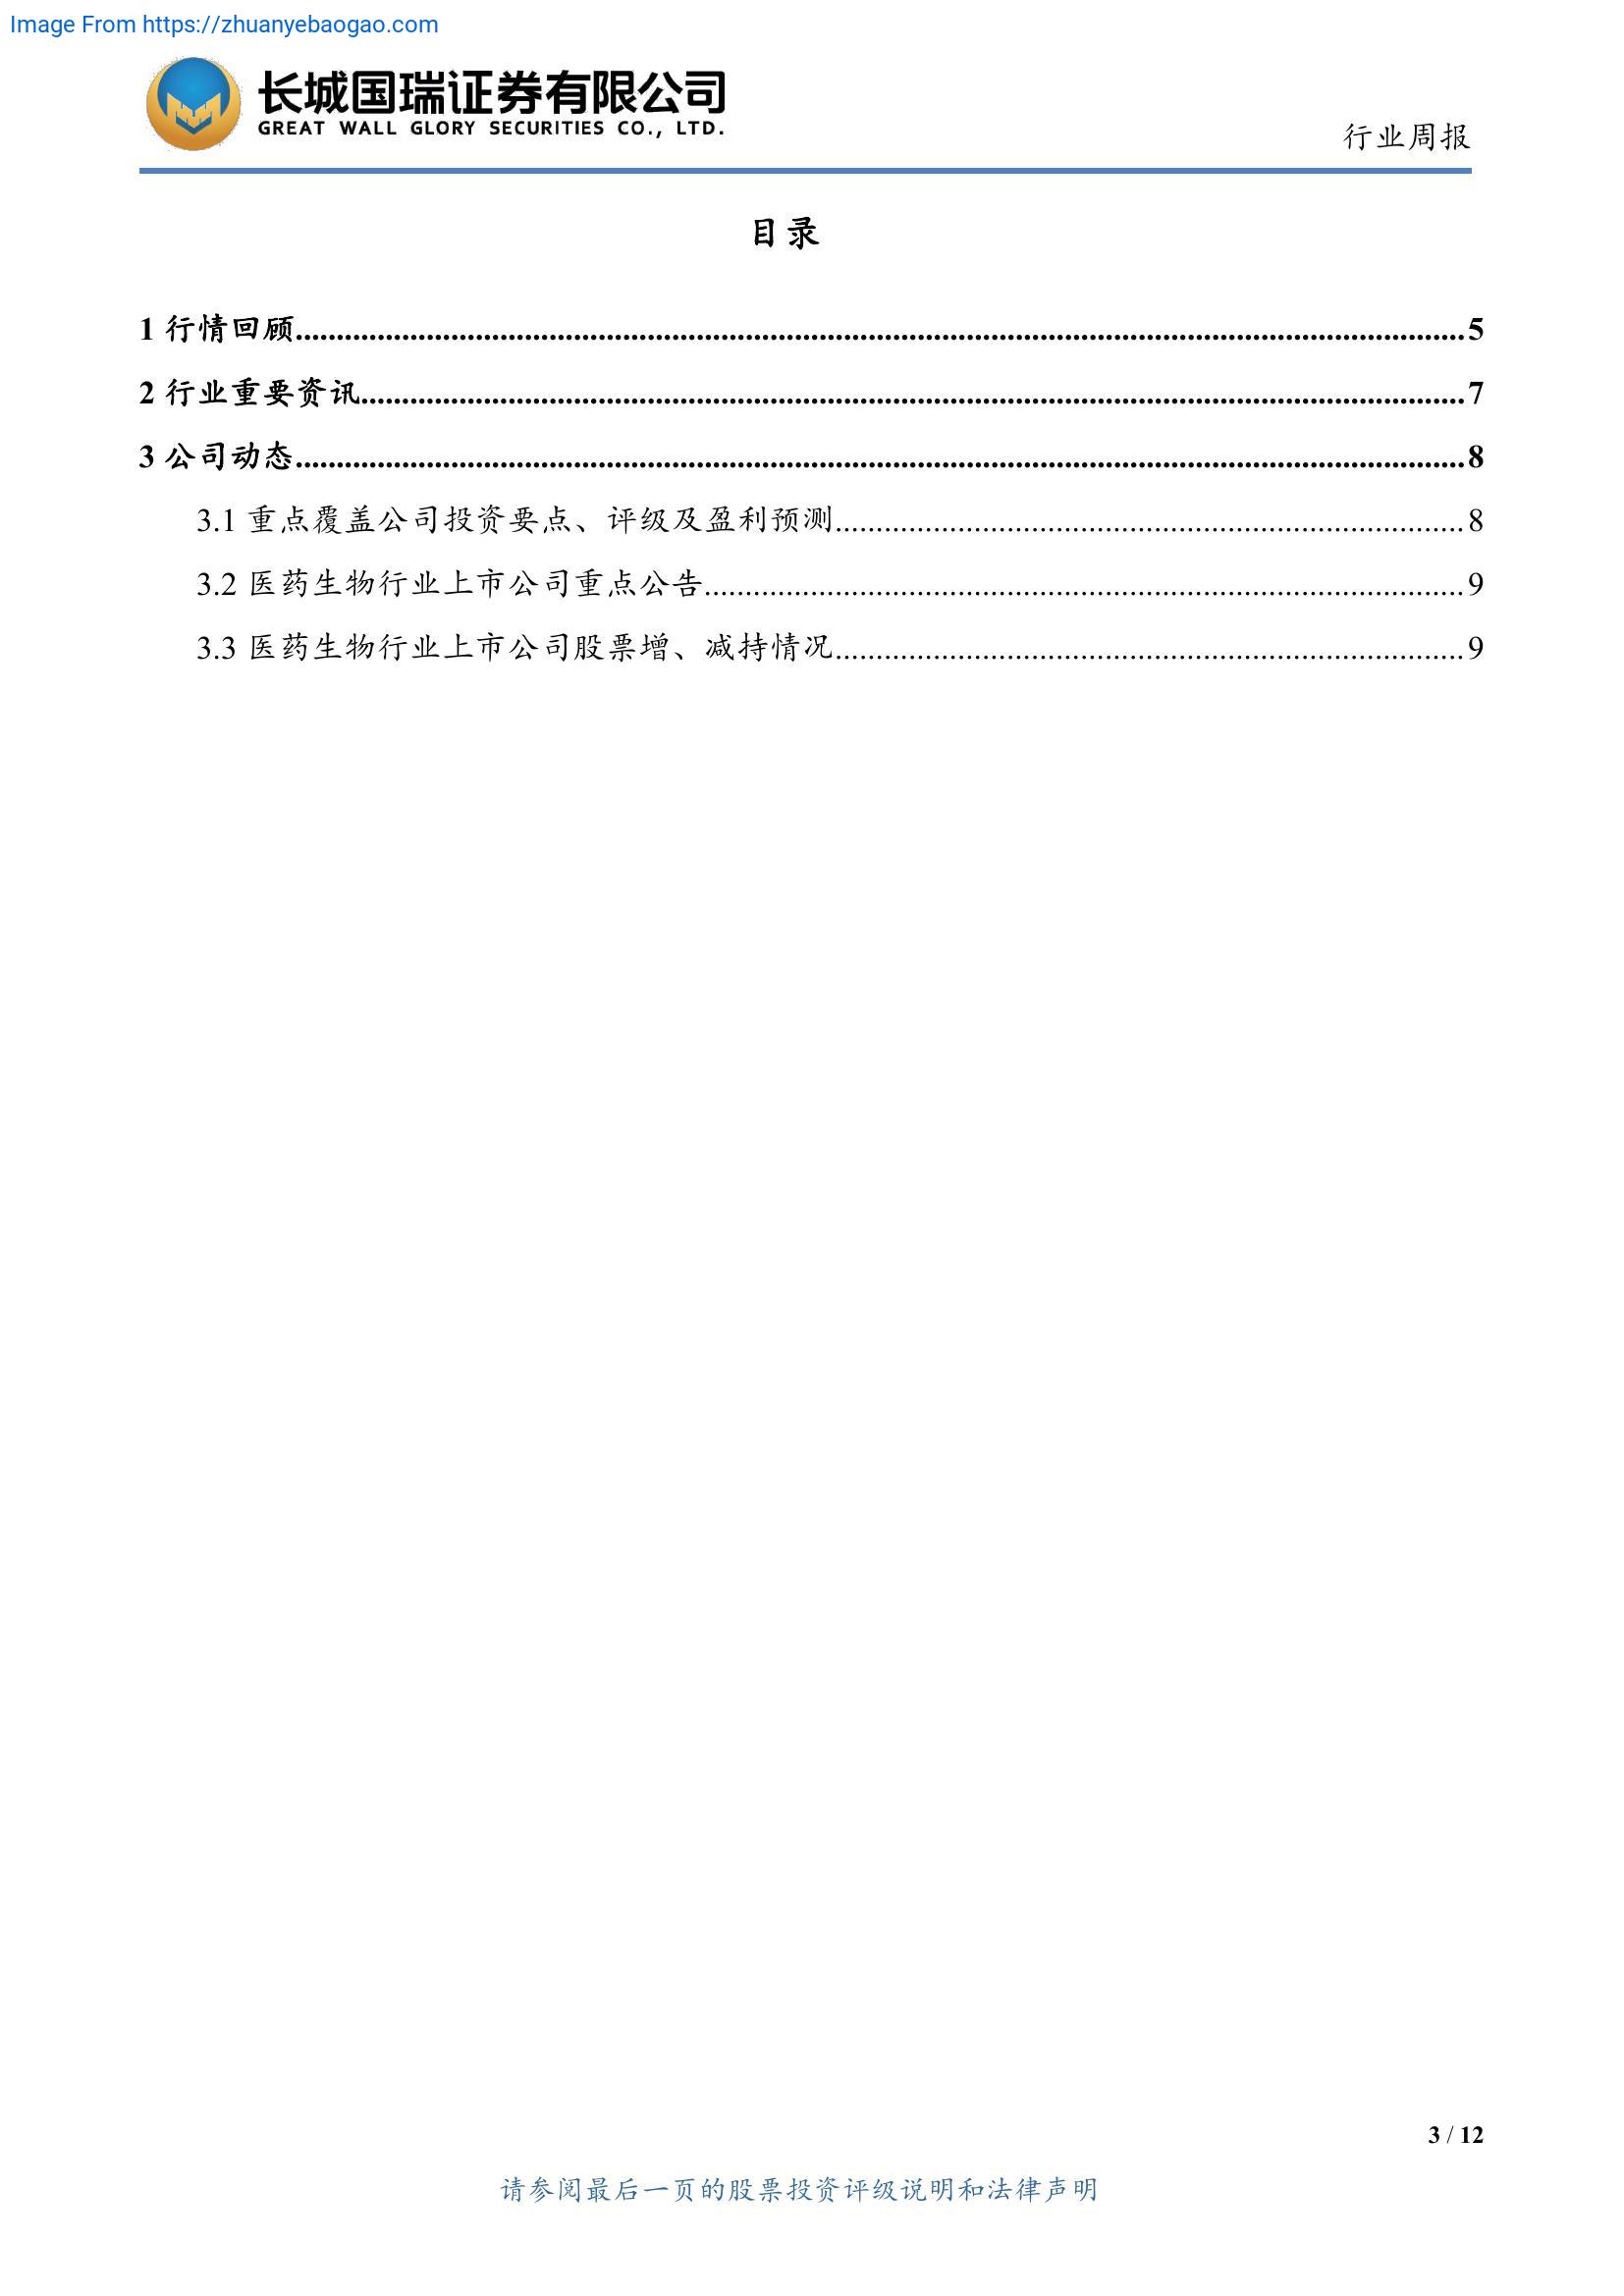 Image From https://zhuanyebaogao.com
长城国瑞证券有限公司
GREAT WALL GLORY SECURITIES CO., LTD.
行业周报
目录
1 行情回顾 5
2 行业重要资讯 7
3 公司动态 8
3.1 重点覆盖公司投资要点、评级及盈利预测 8
3.2 医药生物行业上市公司重点公告 9
3.3 医药生物行业上市公司股票增、减持情况 9
3 / 12
请参阅最后一页的股票投资评级说明和法律声明